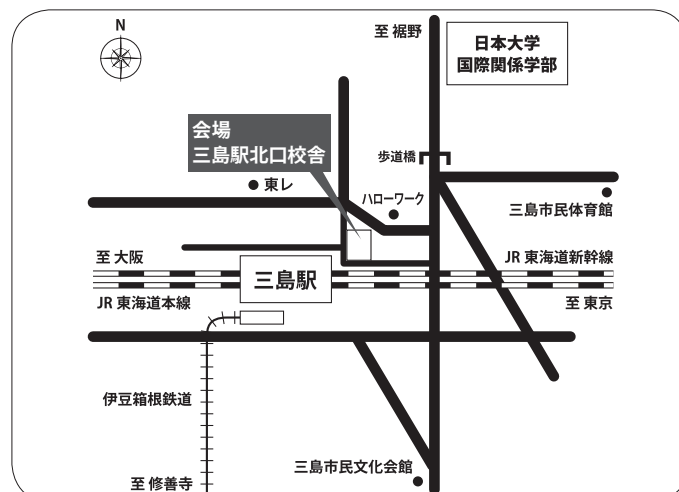 N
至 裾野
日本大学
国際関係学部
会場
三島駅北口校舎
歩道橋
東レ
ハローワーク
三島市民体育館
至 大阪
JR 東海道新幹線
三島駅
JR 東海道本線
至 東京
伊豆箱根鉄道
三島市民文化会館
至 修善寺